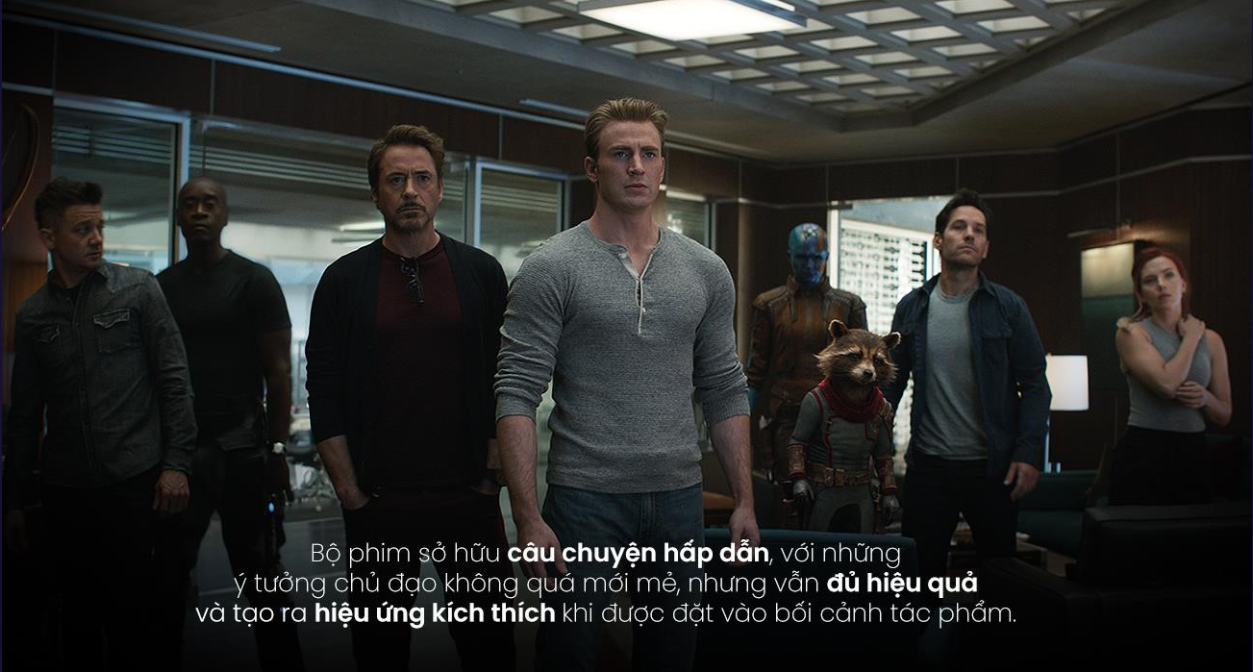 Bộ phim sở hữu câu chuyện hấp dẫn, với những
ý tưởng chủ đạo không quá mới mẻ, nhưng vẫn đủ hiệu quả
và tạo ra hiệu ứng kích thích khi được đặt vào bối cảnh tác phẩm.